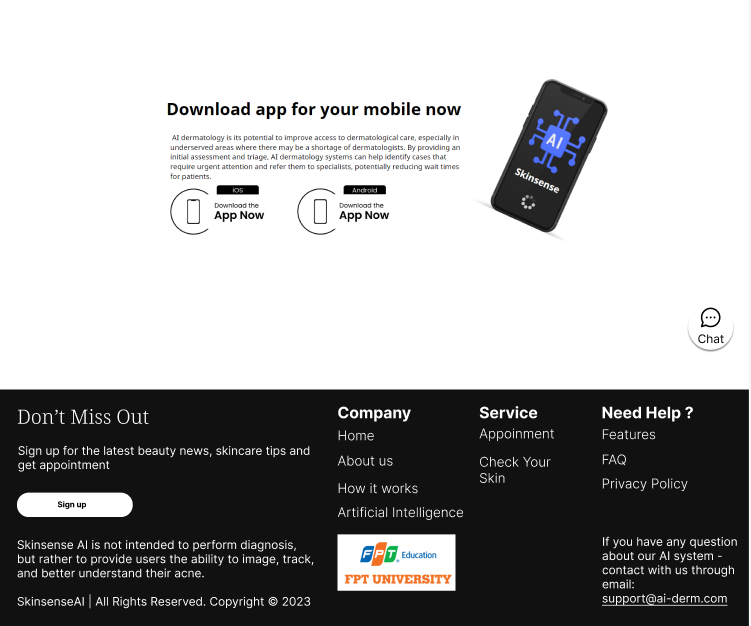 Download app for your mobile now
AI dermatology is its potential to improve access to dermatological care, especially in
underserved areas where there may be a shortage of dermatologists. By providing an
initial assessment and triage, AI dermatology systems can help identify cases that
require urgent attention and refer them to specialists, potentially reducing wait times
for patients.
iOS
Download the
App Now
Android
Download the
App Now
AI
Skinsense
Chat
Don’t Miss Out
Sign up for the latest beauty news, skincare tips and
get appointment
Sign up
Skinsense AI is not intended to perform diagnosis,
but rather to provide users the ability to image, track,
and better understand their acne.
SkinsenseAI | All Rights Reserved. Copyright © 2023
Company
Home
About us
How it works
Artificial Intelligence
FPT Education
FPT UNIVERSITY
Service
Appoinment
Check Your
Skin
Need Help ?
Features
FAQ
Privacy Policy
If you have any question
about our AI system -
contact with us through
email:
support@ai-derm.com